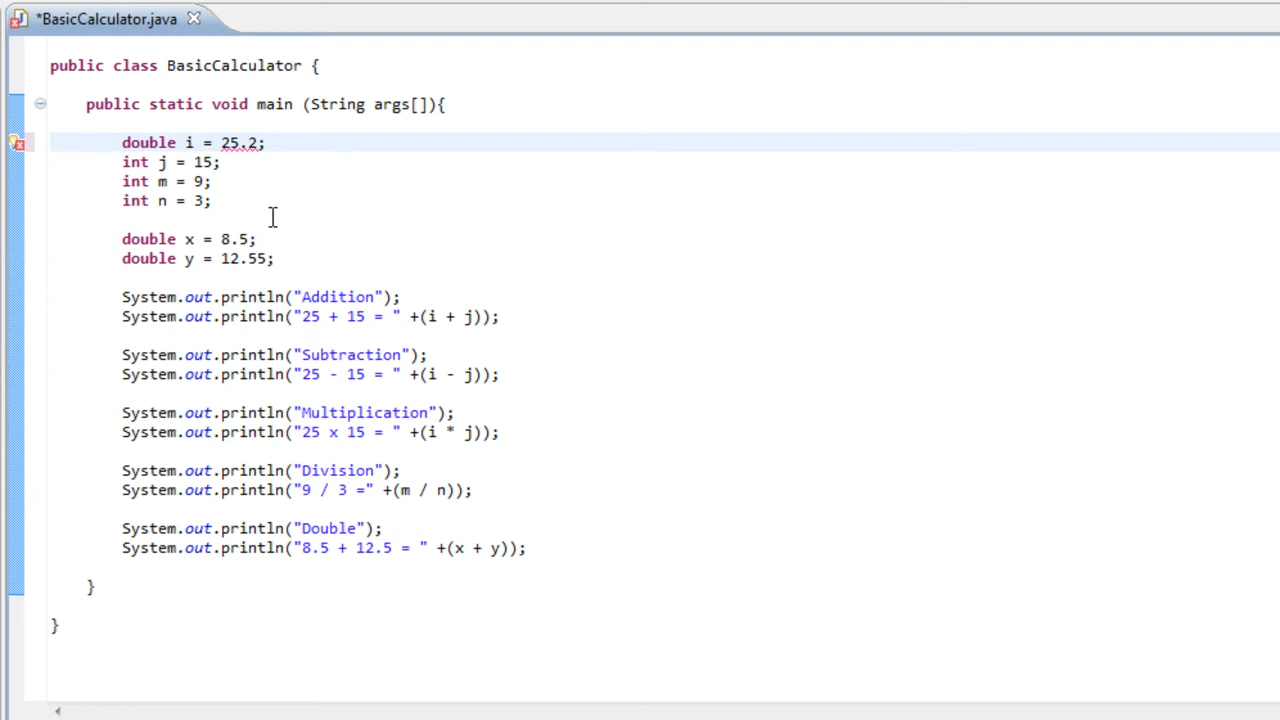 *BasicCalculator.java
public class BasicCalculator {
public static void main (String args[]){
double i = 25.2;
int j = 15;
int m = 9;
int n = 3;
double x = 8.5;
double y = 12.55;
System.out.println("Addition");
System.out.println("25 + 15 = " +(i + j));
System.out.println("Subtraction");
System.out.println("25 - 15 = " +(i - j));
System.out.println("Multiplication");
System.out.println("25 x 15 = " +(i * j));
System.out.println("Division");
System.out.println("9 / 3 =" +(m / n));
System.out.println("Double");
System.out.println("8.5 + 12.5 = " +(x + y));
}
}